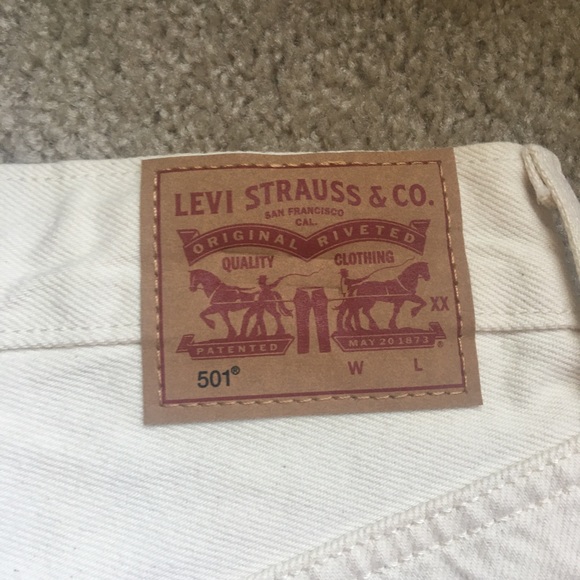 LEVI STRAUSS & CO.
SAN FRANCISCO
CAL.
ORIGINAL RIVETED
QUALITY CLOTHING
XX
PATENTED MAY 20 1873 ®
501® W L